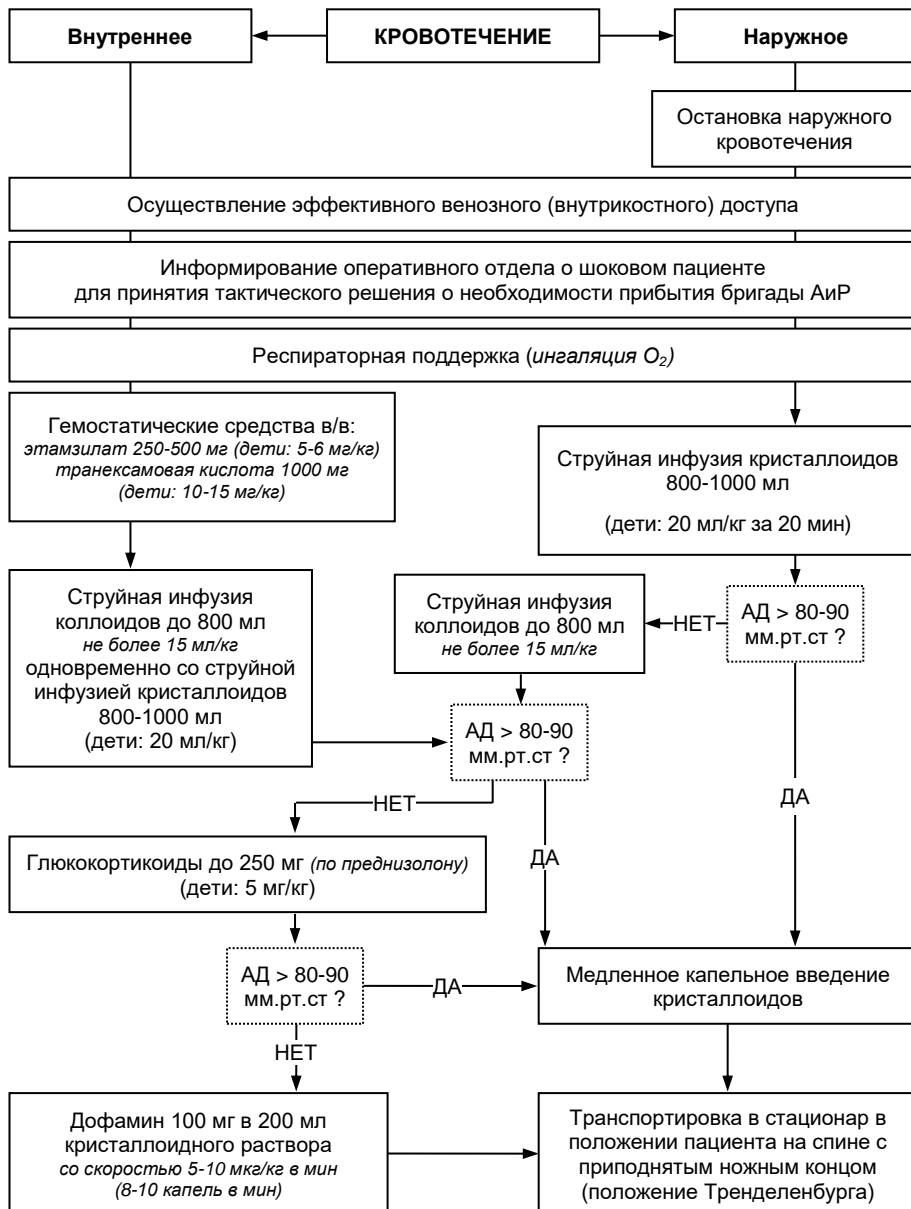 Внутреннее
КРОВОТЕЧЕНИЕ
Наружное
Остановка наружного
кровотечения
Осуществление эффективного венозного (внутрикостного) доступа
Информирование оперативного отдела о шоковом пациенте
для принятия тактического решения о необходимости прибытия бригады АиР
Респираторная поддержка (ингаляция O₂)
Гемостатические средства в/в:
этамзилат 250-500 мг (дети: 5-6 мг/кг)
транексамовая кислота 1000 мг
(дети: 10-15 мг/кг)
Струйная инфузия кристаллоидов
800-1000 мл
(дети: 20 мл/кг за 20 мин)
Струйная инфузия
коллоидов до 800 мл
не более 15 мл/кг
одновременно со струйной
инфузией кристаллоидов
800-1000 мл
(дети: 20 мл/кг)
Струйная инфузия
коллоидов до 800 мл
не более 15 мл/кг
НЕТ
АД > 80-90
мм.рт.ст ?
АД > 80-90
мм.рт.ст ?
НЕТ
ДА
ДА
Глюкокортикоиды до 250 мг (по преднизолону)
(дети: 5 мг/кг)
АД > 80-90
мм.рт.ст ?
ДА
Медленное капельное введение
кристаллоидов
НЕТ
Дофамин 100 мг в 200 мл
кристаллоидного раствора
со скоростью 5-10 мкг/кг в мин
(8-10 капель в мин)
Транспортировка в стационар в
положении пациента на спине с
приподнятым ножным концом
(положение Тренделенбурга)